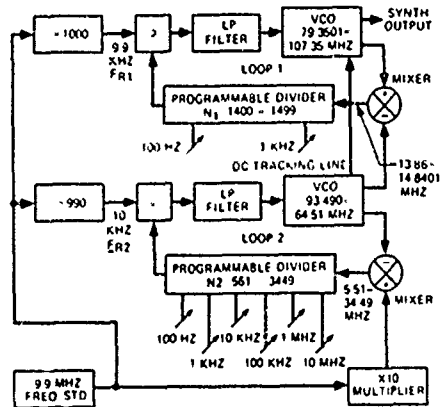 ÷1000
9.9
KHZ
FR1
LP
FILTER
VCO
79.3501-
107.35 MHZ
SYNTH
OUTPUT
LOOP 1
MIXER
PROGRAMMABLE DIVIDER
N1 1400 - 1499
100 HZ
1 KHZ
DC TRACKING LINE
13.86-
14.8401
MHZ
÷990
10
KHZ
FR2
LP
FILTER
VCO
93.490-
64.51 MHZ
LOOP 2
PROGRAMMABLE DIVIDER
N2 551 3449
5.51-
34.49 MHZ
MIXER
100 HZ
1 KHZ
10 KHZ
100 KHZ
1 MHZ
10 MHZ
9.9 MHZ
FREQ STD
X10
MULTIPLIER